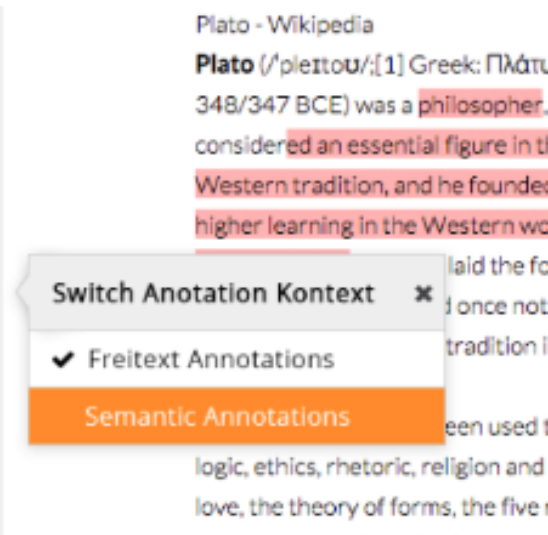 Plato - Wikipedia
Plato (/ˈpleɪtoʊ/;[1] Greek: Πλάτ
348/347 BCE) was a philosopher,
considered an essential figure in
Western tradition, and he founded
higher learning in the Western
laid the
Switch Anotation Kontext ✖
once not
✔ Freitext Annotations
tradition
Semantic Annotations
een used
logic, ethics, rhetoric, religion and
love, the theory of forms, the five